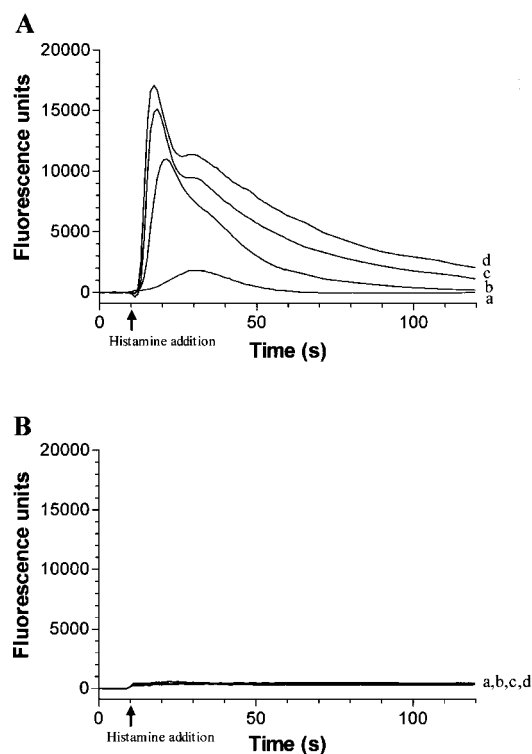 A
20000
15000
10000
5000
0
Fluorescence units
d
c
b
a
0
50
100
Histamine addition
Time (s)
B
20000
15000
10000
5000
0
Fluorescence units
a,b,c,d
0
50
100
Histamine addition
Time (s)